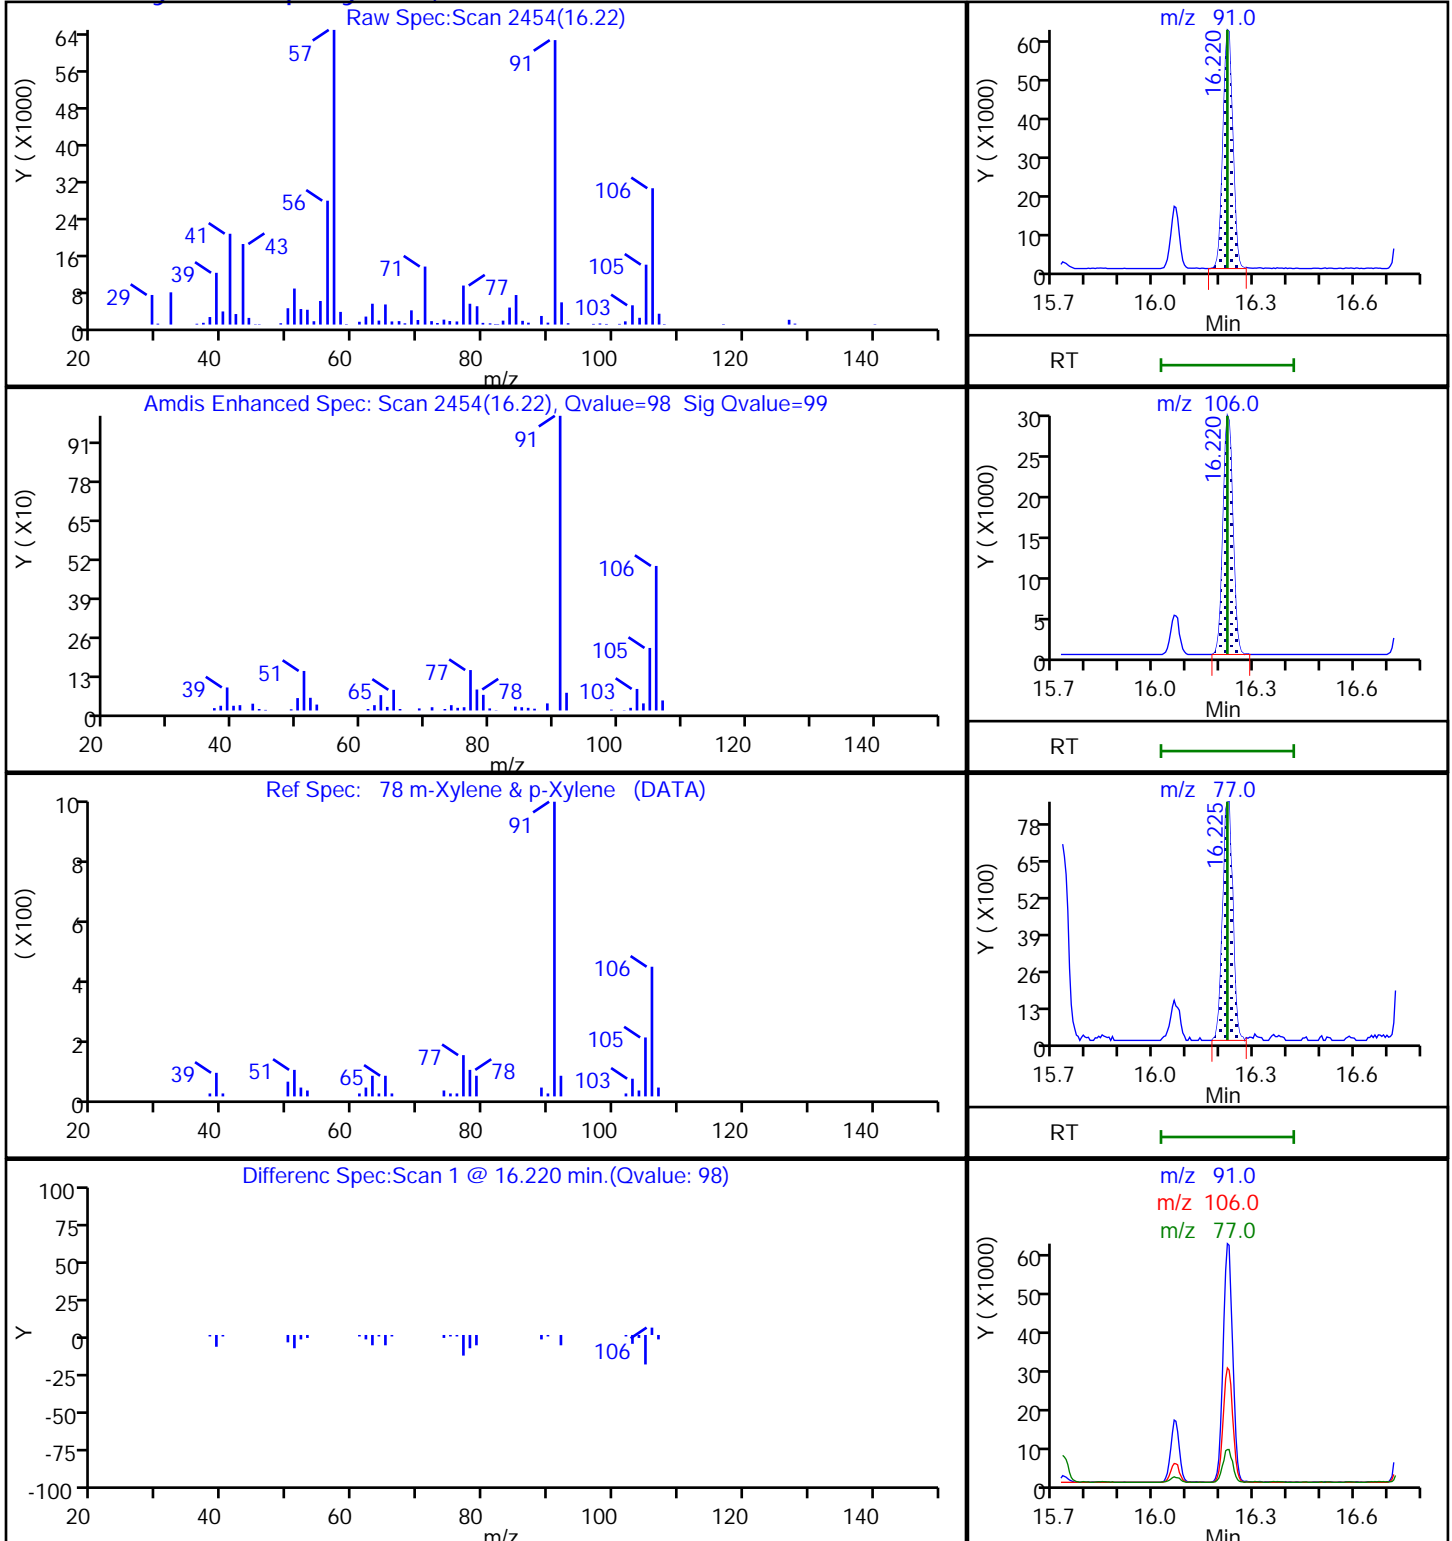 Raw Spec:Scan 2454(16.22)
Y ( X1000)
64
56
48
40
32
24
16
8
0
57
91
106
56
41
43
39
29
71
77
105
103
20 40 60 80 100 120 140
m/z
m/z 91.0
Y ( X1000)
60
50
40
30
20
10
0
16.220
15.7 16.0 16.3 16.6
Min
RT
Amdis Enhanced Spec: Scan 2454(16.22), Qvalue=98 Sig Qvalue=99
Y ( X10)
91
78
65
52
39
26
13
0
91
106
105
51
77
39
65
78
103
20 40 60 80 100 120 140
m/z
m/z 106.0
Y ( X1000)
30
25
20
15
10
5
0
16.220
15.7 16.0 16.3 16.6
Min
RT
Ref Spec: 78 m-Xylene & p-Xylene (DATA)
( X100)
10
8
6
4
2
0
91
106
105
77
39
51
65
78
103
20 40 60 80 100 120 140
m/z 77.0
Y ( X100)
78
65
52
39
26
13
0
16.225
15.7 16.0 16.3 16.6
Min
RT
Differenc Spec:Scan 1 @ 16.220 min.(Qvalue: 98)
Y
100
75
50
25
0
-25
-50
-75
-100
106
20 40 60 80 100 120 140
m/z
m/z 91.0
m/z 106.0
m/z 77.0
Y ( X1000)
60
50
40
30
20
10
0
15.7 16.0 16.3 16.6
Min